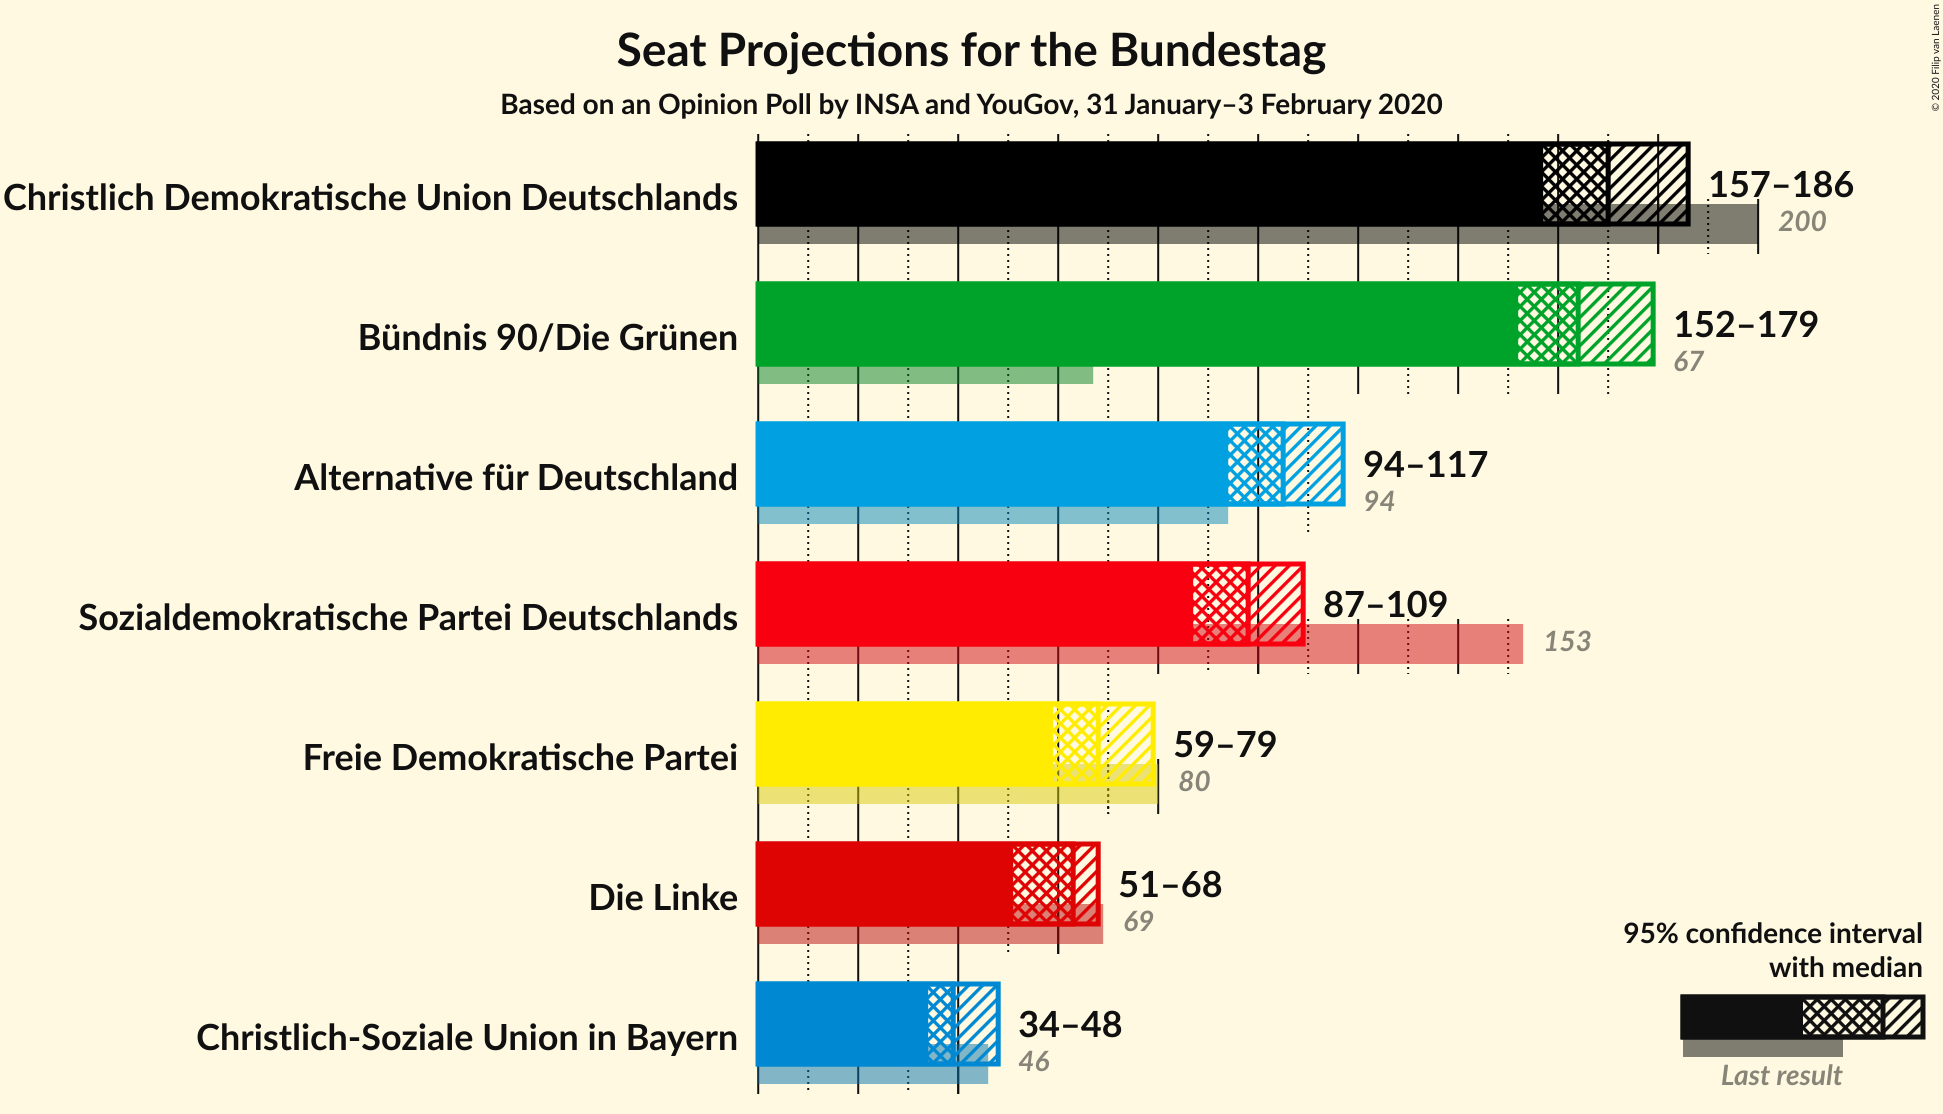 Seat Projections for the Bundestag
Based on an Opinion Poll by INSA and YouGov, 31 January–3 February 2020
© 2020 Filip van Laenen
Christlich Demokratische Union Deutschlands
157–186
200
Bündnis 90/Die Grünen
152–179
67
Alternative für Deutschland
94–117
94
Sozialdemokratische Partei Deutschlands
87–109
153
Freie Demokratische Partei
59–79
80
Die Linke
51–68
69
Christlich-Soziale Union in Bayern
34–48
46
95% confidence interval
with median
Last result